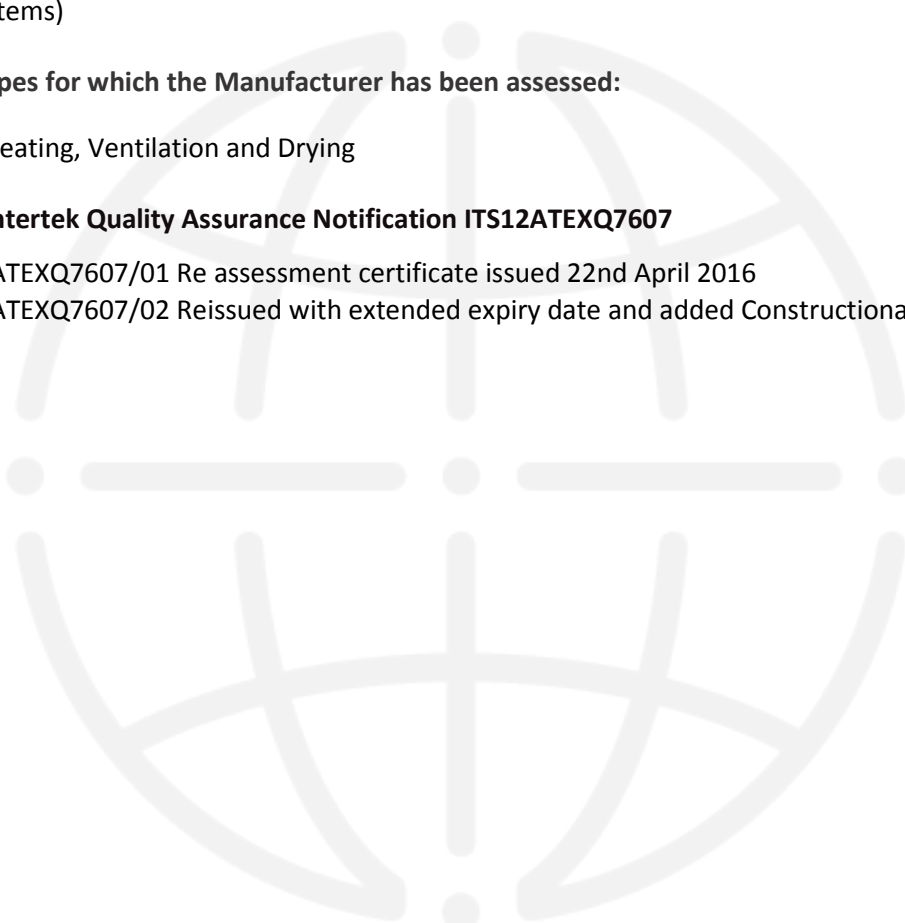 tems)
pes for which the Manufacturer has been assessed:
eating, Ventilation and Drying
ntertek Quality Assurance Notification ITS12ATEXQ7607
ATEXQ7607/01 Re assessment certificate issued 22nd April 2016
ATEXQ7607/02 Reissued with extended expiry date and added Constructiona